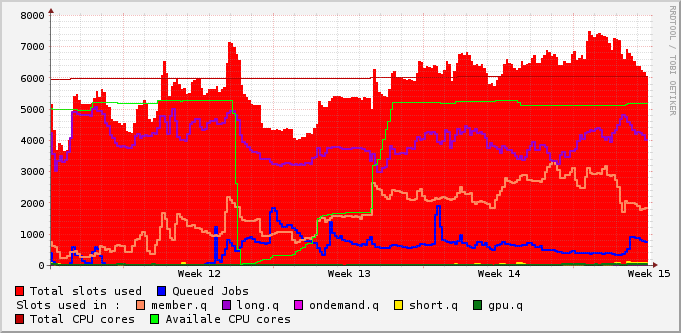 8000
7000
6000
5000
4000
3000
2000
1000
0
Week 12 Week 13 Week 14 Week 15
Total slots used Queued Jobs
Slots used in : member.q long.q ondemand.q short.q gpu.q
Total CPU cores Availale CPU cores
RRDTOOL / TOBI OETIKER